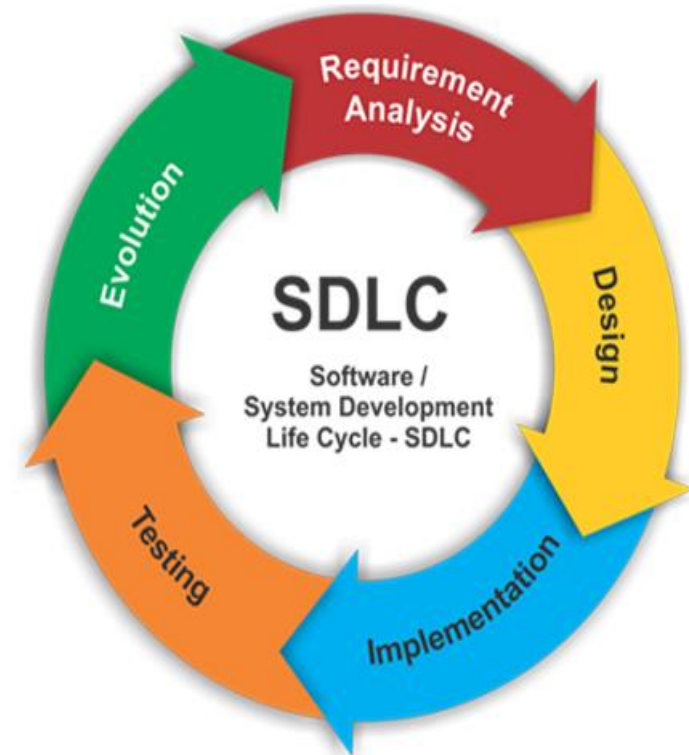 Requirement
Analysis
Design
Implementation
Testing
Evolution
SDLC
Software /
System Development
Life Cycle - SDLC